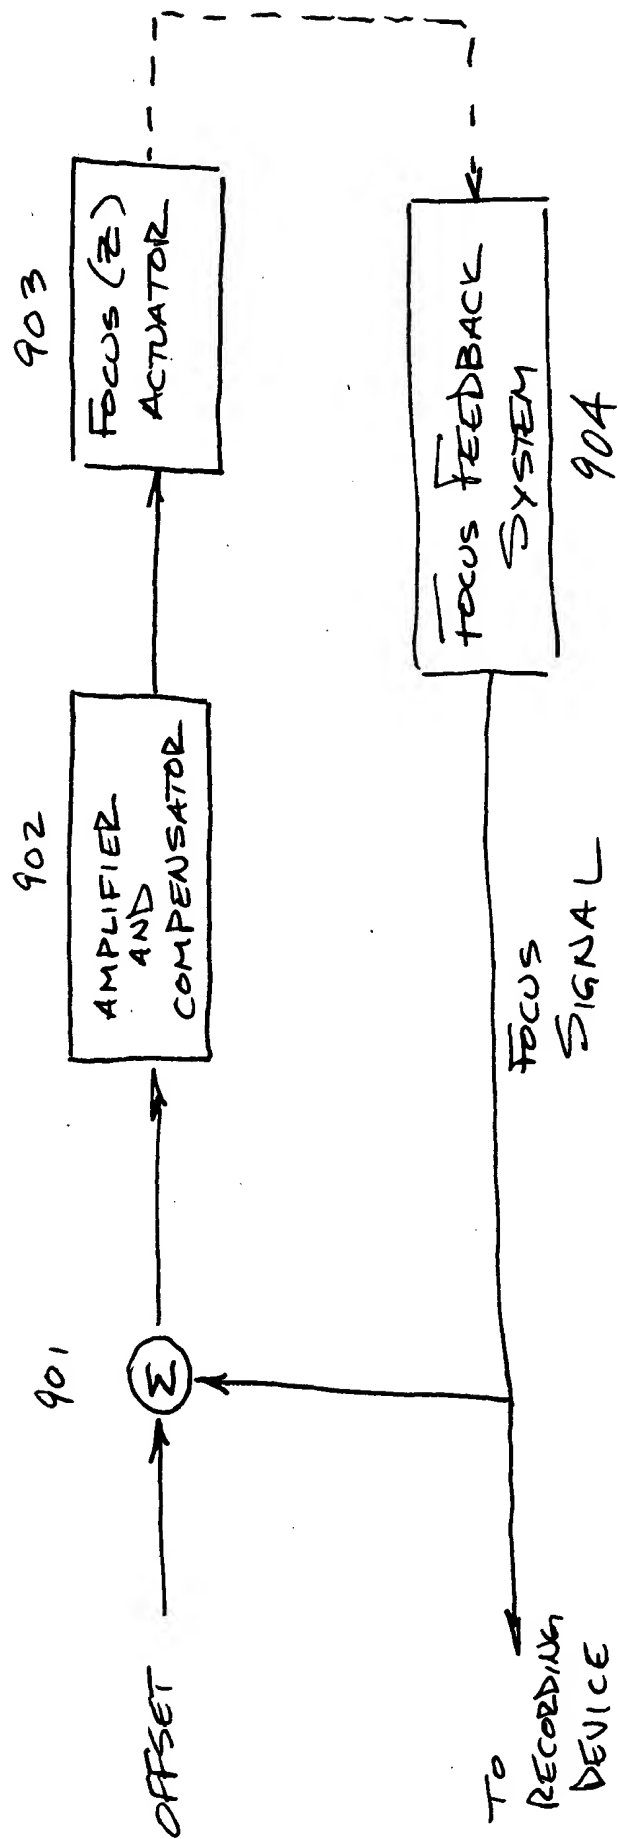 OFFSET
901
Σ
902
AMPLIFIER
AND
COMPENSATOR
903
FOCUS (Z)
ACTUATOR
FOCUS FEEDBACK
SYSTEM
904
FOCUS
SIGNAL
TO
RECORDING
DEVICE